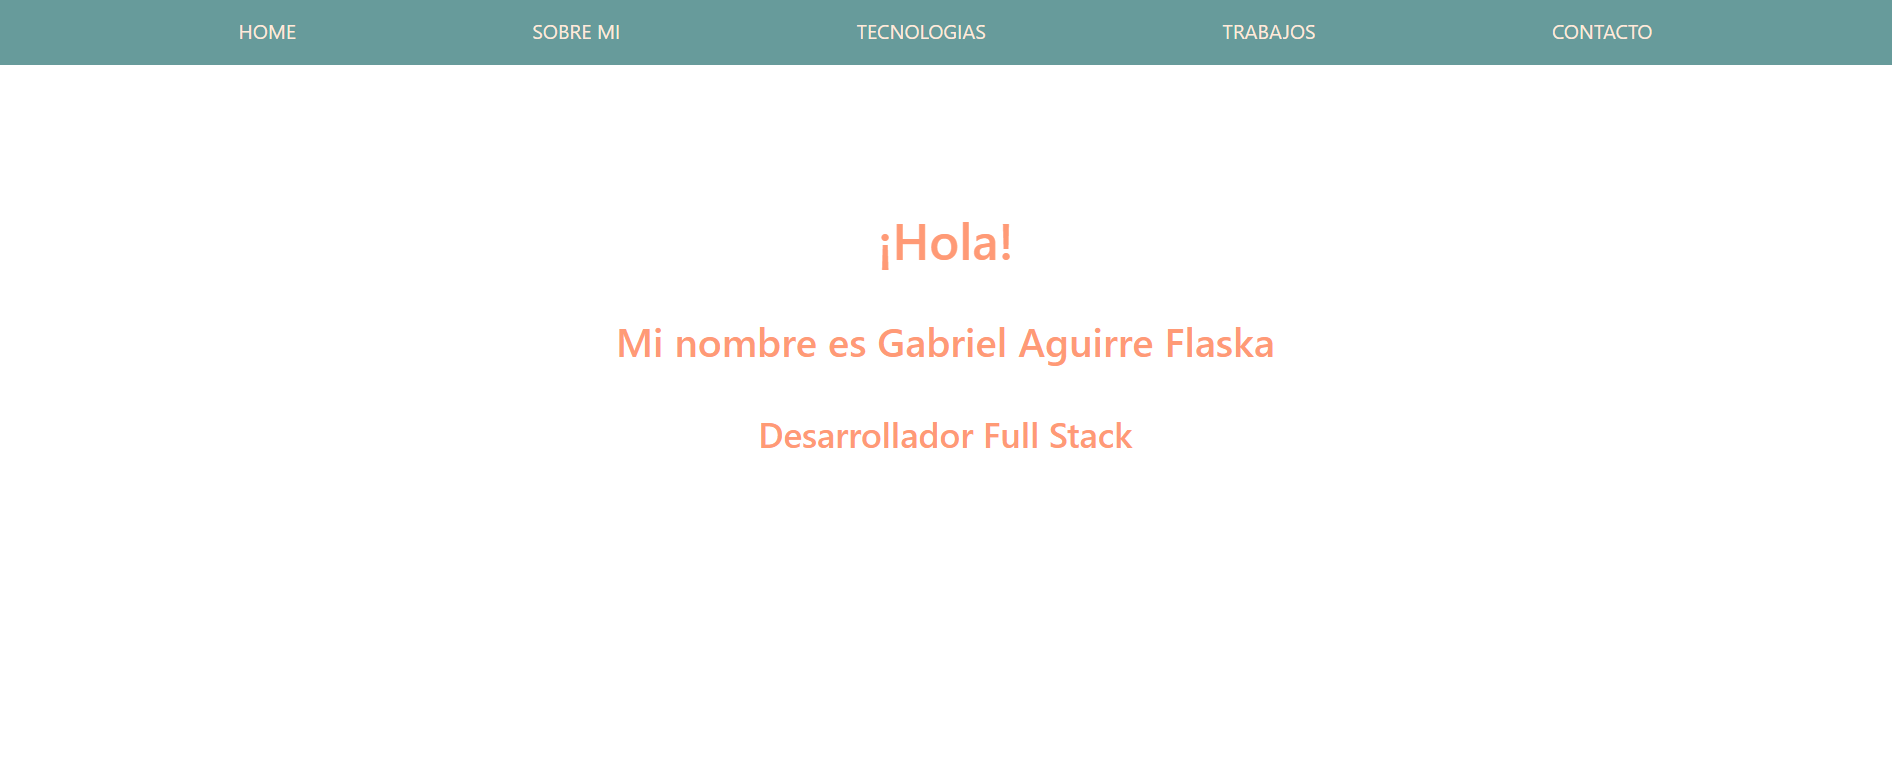 HOME SOBRE MI TECNOLOGIAS TRABAJOS CONTACTO
¡Hola!
Mi nombre es Gabriel Aguirre Flaska
Desarrollador Full Stack